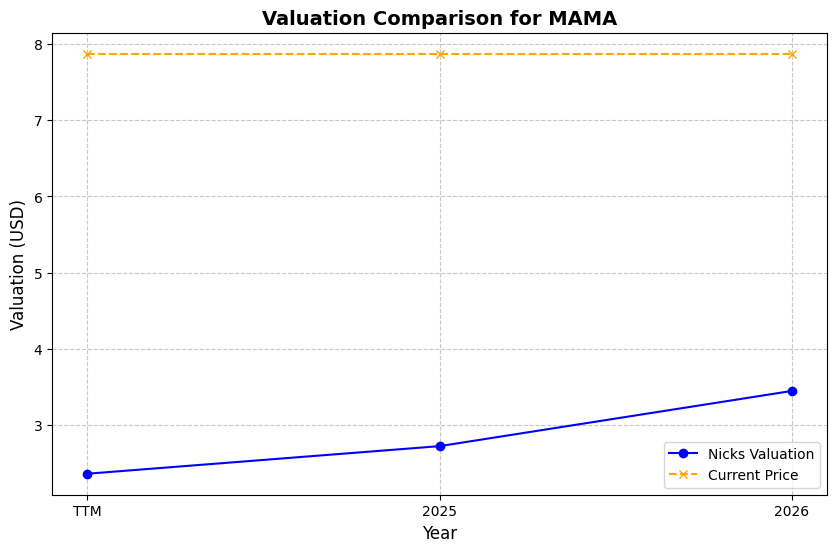 Valuation Comparison for MAMA
Valuation (USD)
8
7
6
5
4
3
TTM
2025
2026
Year
Nicks Valuation
Current Price